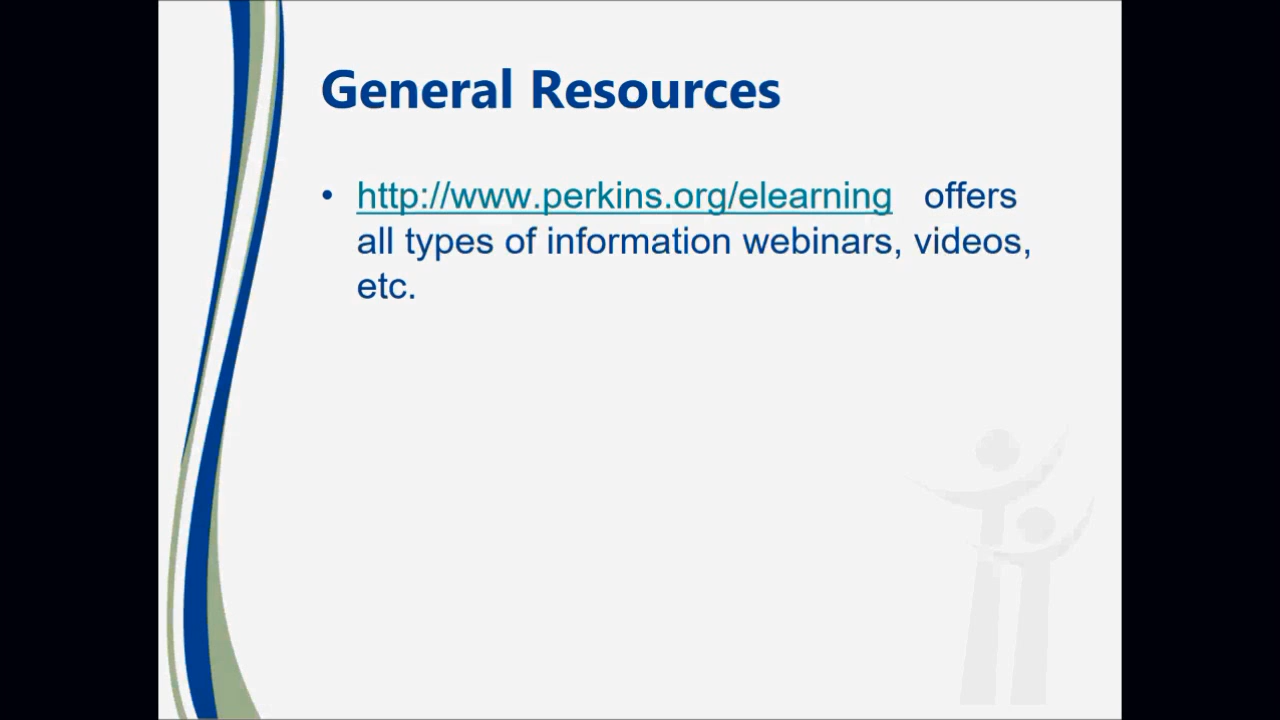 General Resources
• http://www.perkins.org/elearning offers
all types of information webinars, videos,
etc.